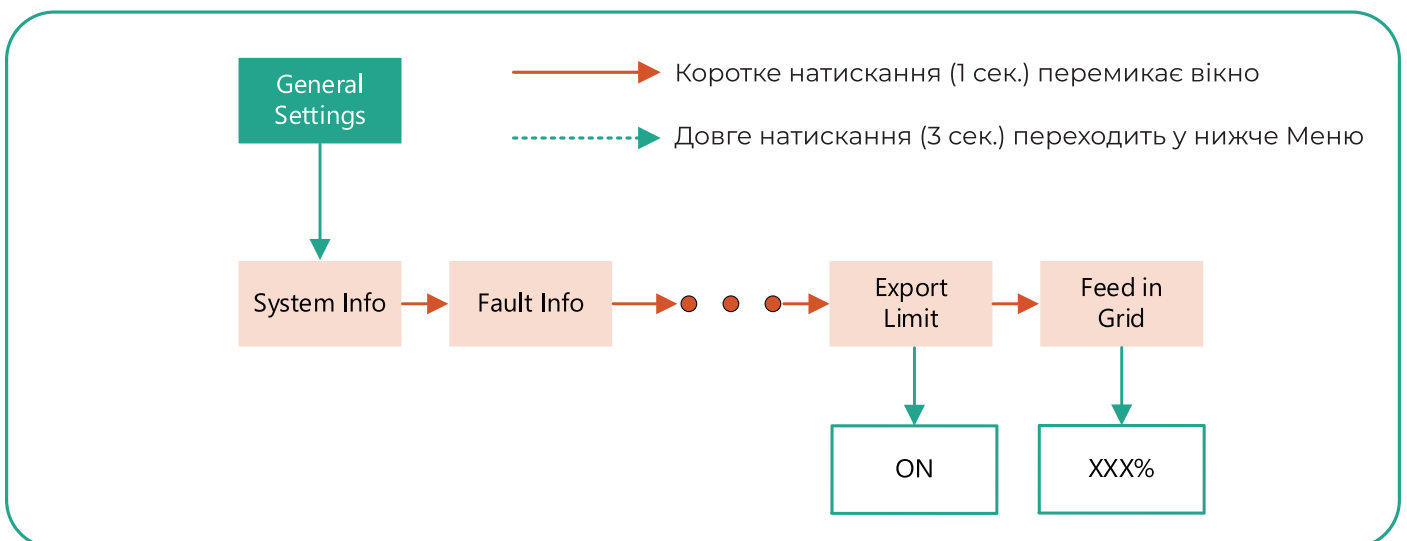 General
Settings
Коротке натискання (1 сек.) перемикає вікно
Довге натискання (3 сек.) переходить у нижче Меню
System Info
Fault Info
Export
Limit
Feed in
Grid
ON
XXX%